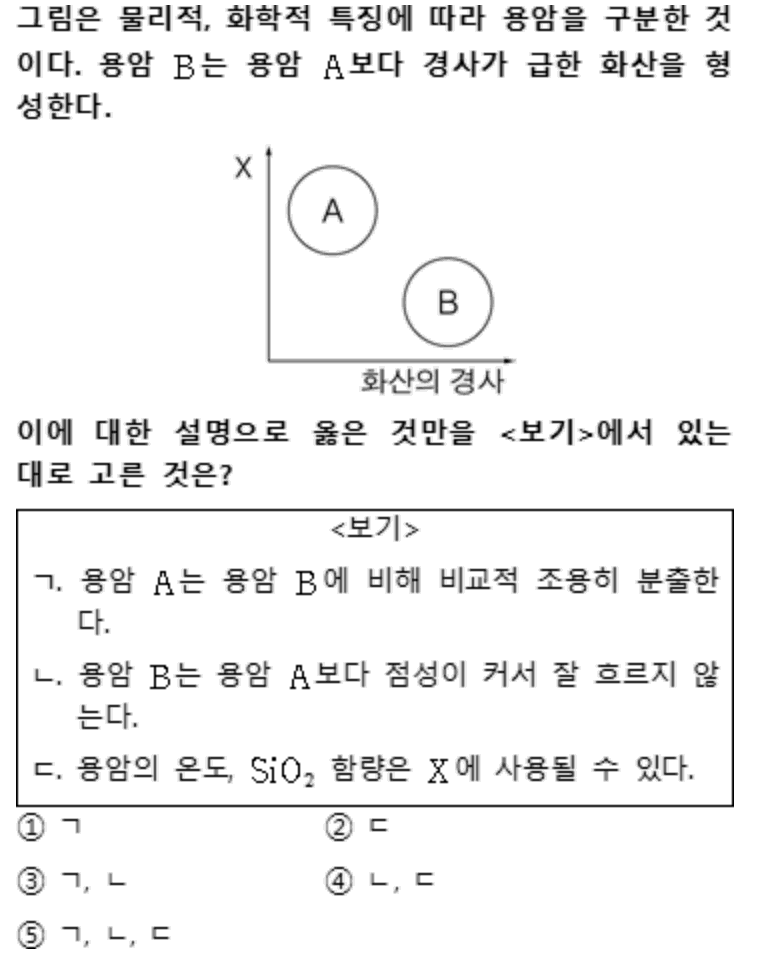 그림은 물리적, 화학적 특징에 따라 용암을 구분한 것
이다. 용암 B는 용암 A보다 경사가 급한 화산을 형
성한다.
X
A
B
화산의 경사
이에 대한 설명으로 옳은 것만을 <보기>에서 있는
대로 고른 것은?
<보기>
ㄱ. 용암 A는 용암 B에 비해 비교적 조용히 분출한
다.
ㄴ. 용암 B는 용암 A보다 점성이 커서 잘 흐르지 않
는다.
ㄷ. 용암의 온도, SiO₂ 함량은 X에 사용될 수 있다.
① ㄱ ② ㄷ
③ ㄱ, ㄴ ④ ㄴ, ㄷ
⑤ ㄱ, ㄴ, ㄷ